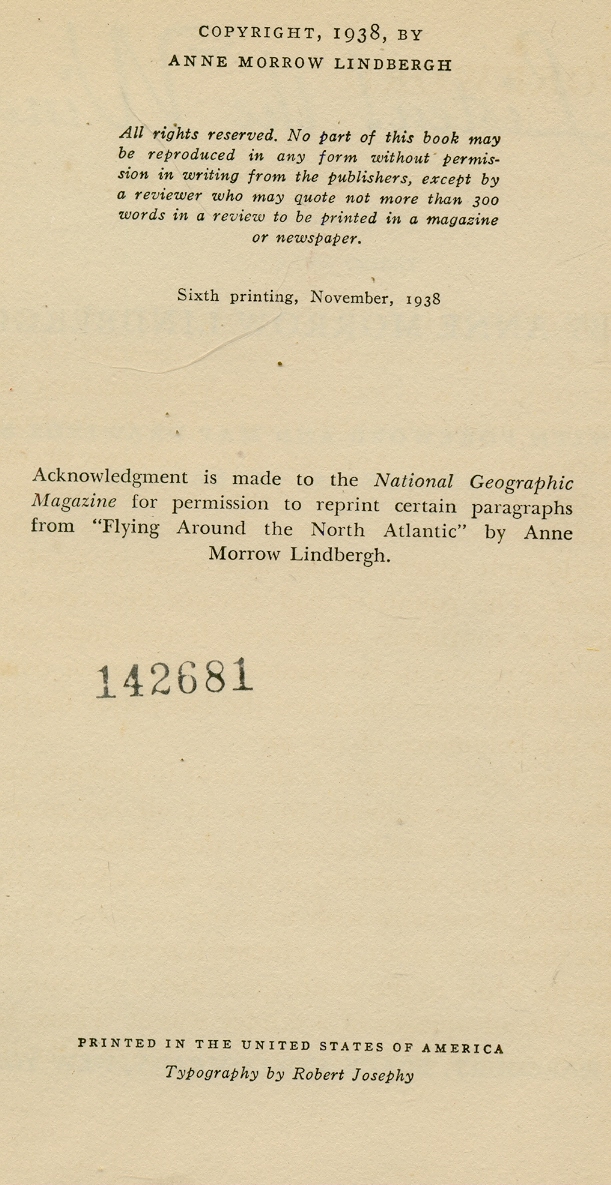 COPYRIGHT, 1938, BY
ANNE MORROW LINDBERGH
All rights reserved. No part of this book may
be reproduced in any form without permis-
sion in writing from the publishers, except by
a reviewer who may quote not more than 300
words in a review to be printed in a magazine
or newspaper.
Sixth printing, November, 1938
Acknowledgment is made to the National Geographic
Magazine for permission to reprint certain paragraphs
from “Flying Around the North Atlantic” by Anne
Morrow Lindbergh.
142681
PRINTED IN THE UNITED STATES OF AMERICA
Typography by Robert Josephy